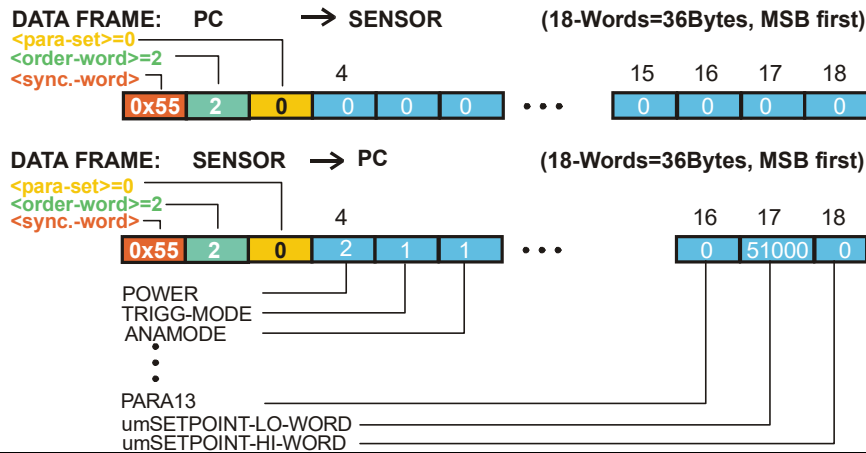 DATA FRAME: PC → SENSOR (18-Words=36Bytes, MSB first)
<para-set>=0
<order-word>=2
<sync.-word>
4 15 16 17 18
0x55 2 0 0 0 0 • • • 0 0 0 0
DATA FRAME: SENSOR → PC (18-Words=36Bytes, MSB first)
<para-set>=0
<order-word>=2
<sync.-word>
4 16 17 18
0x55 2 0 2 1 1 • • • 0 51000 0
POWER
TRIGG-MODE
ANAMODE
PARA13
umSETPOINT-LO-WORD
umSETPOINT-HI-WORD